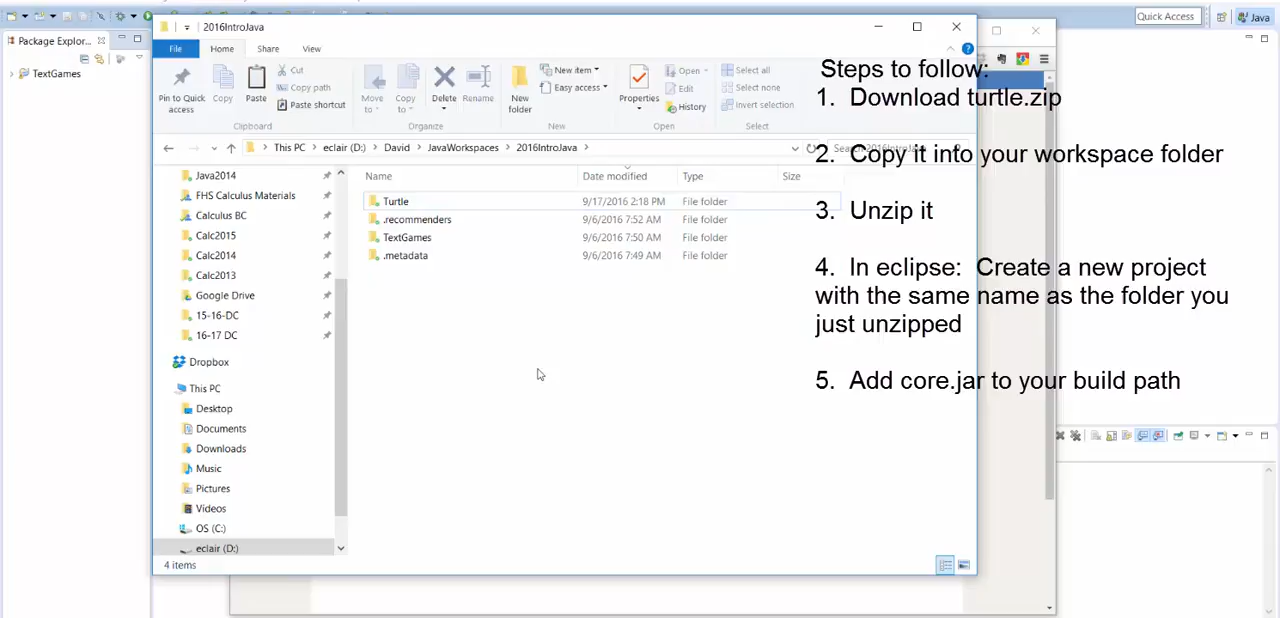 Quick Access
Java
Package Explor...
TextGames
2016IntroJava
File
Home
Share
View
Pin to Quick
access
Copy
Paste
Cut
Copy path
Paste shortcut
Clipboard
Move
to
Copy
to
Delete
Rename
Organize
New
folder
New item
Easy access
New
Properties
Open
Edit
History
Open
Select all
Select none
Invert selection
Select
This PC
eclair (D:)
David
JavaWorkspaces
2016IntroJava
Search 2016IntroJava
Java2014
FHS Calculus Materials
Calculus BC
Calc2015
Calc2014
Calc2013
Google Drive
15-16-DC
16-17 DC
Dropbox
This PC
Desktop
Documents
Downloads
Music
Pictures
Videos
OS (C:)
eclair (D:)
Name
Date modified
Type
Size
Turtle
9/17/2016 2:18 PM
File folder
.recommenders
9/6/2016 7:52 AM
File folder
TextGames
9/6/2016 7:50 AM
File folder
.metadata
9/6/2016 7:49 AM
File folder
4 items
Steps to follow:
1. Download turtle.zip
2. Copy it into your workspace folder
3. Unzip it
4. In eclipse: Create a new project
with the same name as the folder you
just unzipped
5. Add core.jar to your build path